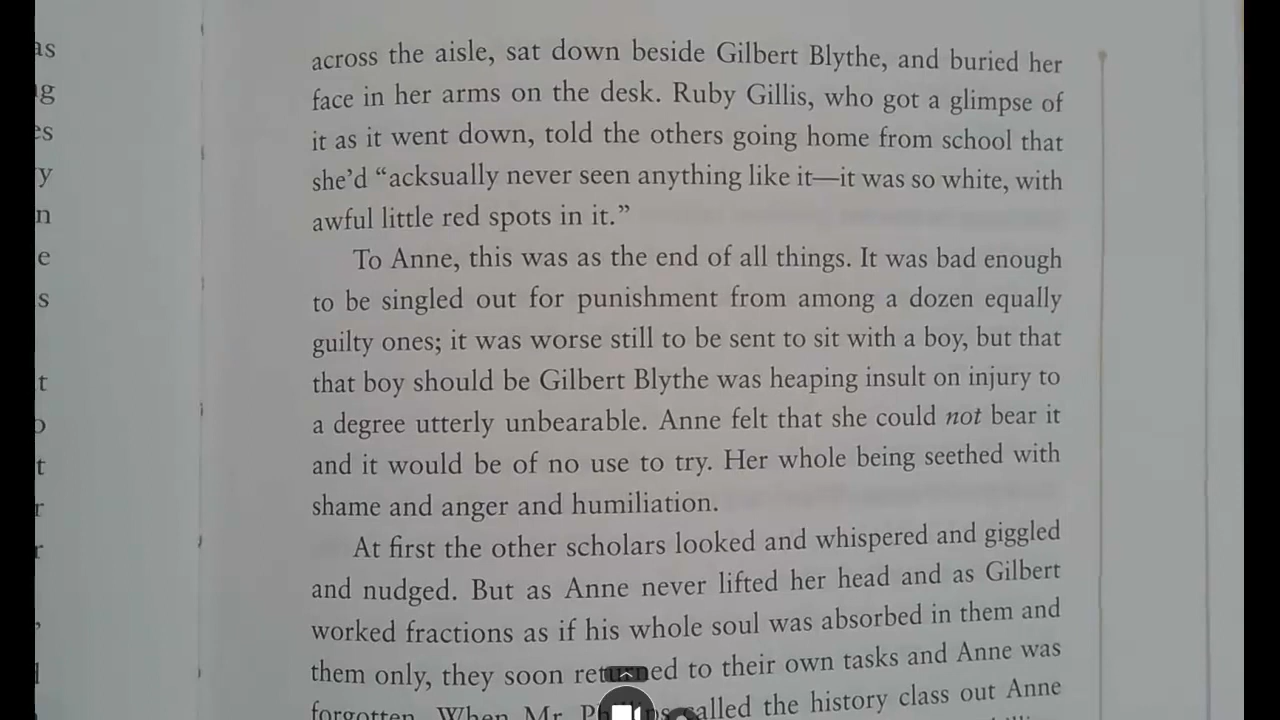 as
g
es
y
n
e
s
t
o
t
r
r
,
l
across the aisle, sat down beside Gilbert Blythe, and buried her
face in her arms on the desk. Ruby Gillis, who got a glimpse of
it as it went down, told the others going home from school that
she’d “acksually never seen anything like it—it was so white, with
awful little red spots in it.”
To Anne, this was as the end of all things. It was bad enough
to be singled out for punishment from among a dozen equally
guilty ones; it was worse still to be sent to sit with a boy, but that
that boy should be Gilbert Blythe was heaping insult on injury to
a degree utterly unbearable. Anne felt that she could not bear it
and it would be of no use to try. Her whole being seethed with
shame and anger and humiliation.
At first the other scholars looked and whispered and giggled
and nudged. But as Anne never lifted her head and as Gilbert
worked fractions as if his whole soul was absorbed in them and
them only, they soon returned to their own tasks and Anne was
forgotten. When Mr. Phillips called the history class out Anne